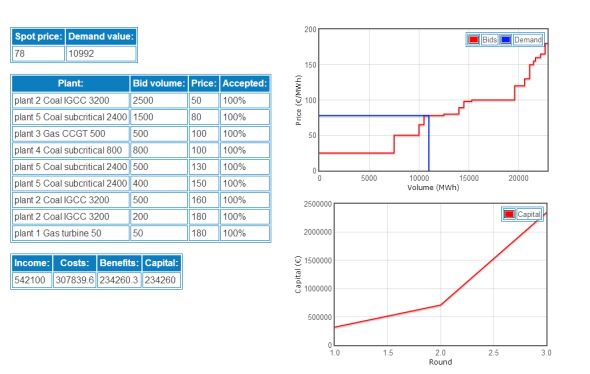 Spot price: Demand value:
78 10992
Plant: Bid volume: Price: Accepted:
plant 2 Coal IGCC 3200 2500 50 100%
plant 5 Coal subcritical 2400 1500 80 100%
plant 3 Gas CCGT 500 500 100 100%
plant 4 Coal subcritical 800 800 100 100%
plant 5 Coal subcritical 2400 500 130 100%
plant 5 Coal subcritical 2400 400 150 100%
plant 2 Coal IGCC 3200 500 160 100%
plant 2 Coal IGCC 3200 200 180 100%
plant 1 Gas turbine 50 50 180 100%
Income: Costs: Benefits: Capital:
542100 307839.6 234260.3 234260
Price (€/MWh)
200
150
100
50
0
0 5000 10000 15000 20000
Volume (MWh)
Bids Demand
Capital (€)
2500000
2000000
1500000
1000000
500000
0
1.0 1.5 2.0 2.5 3.0
Round
Capital